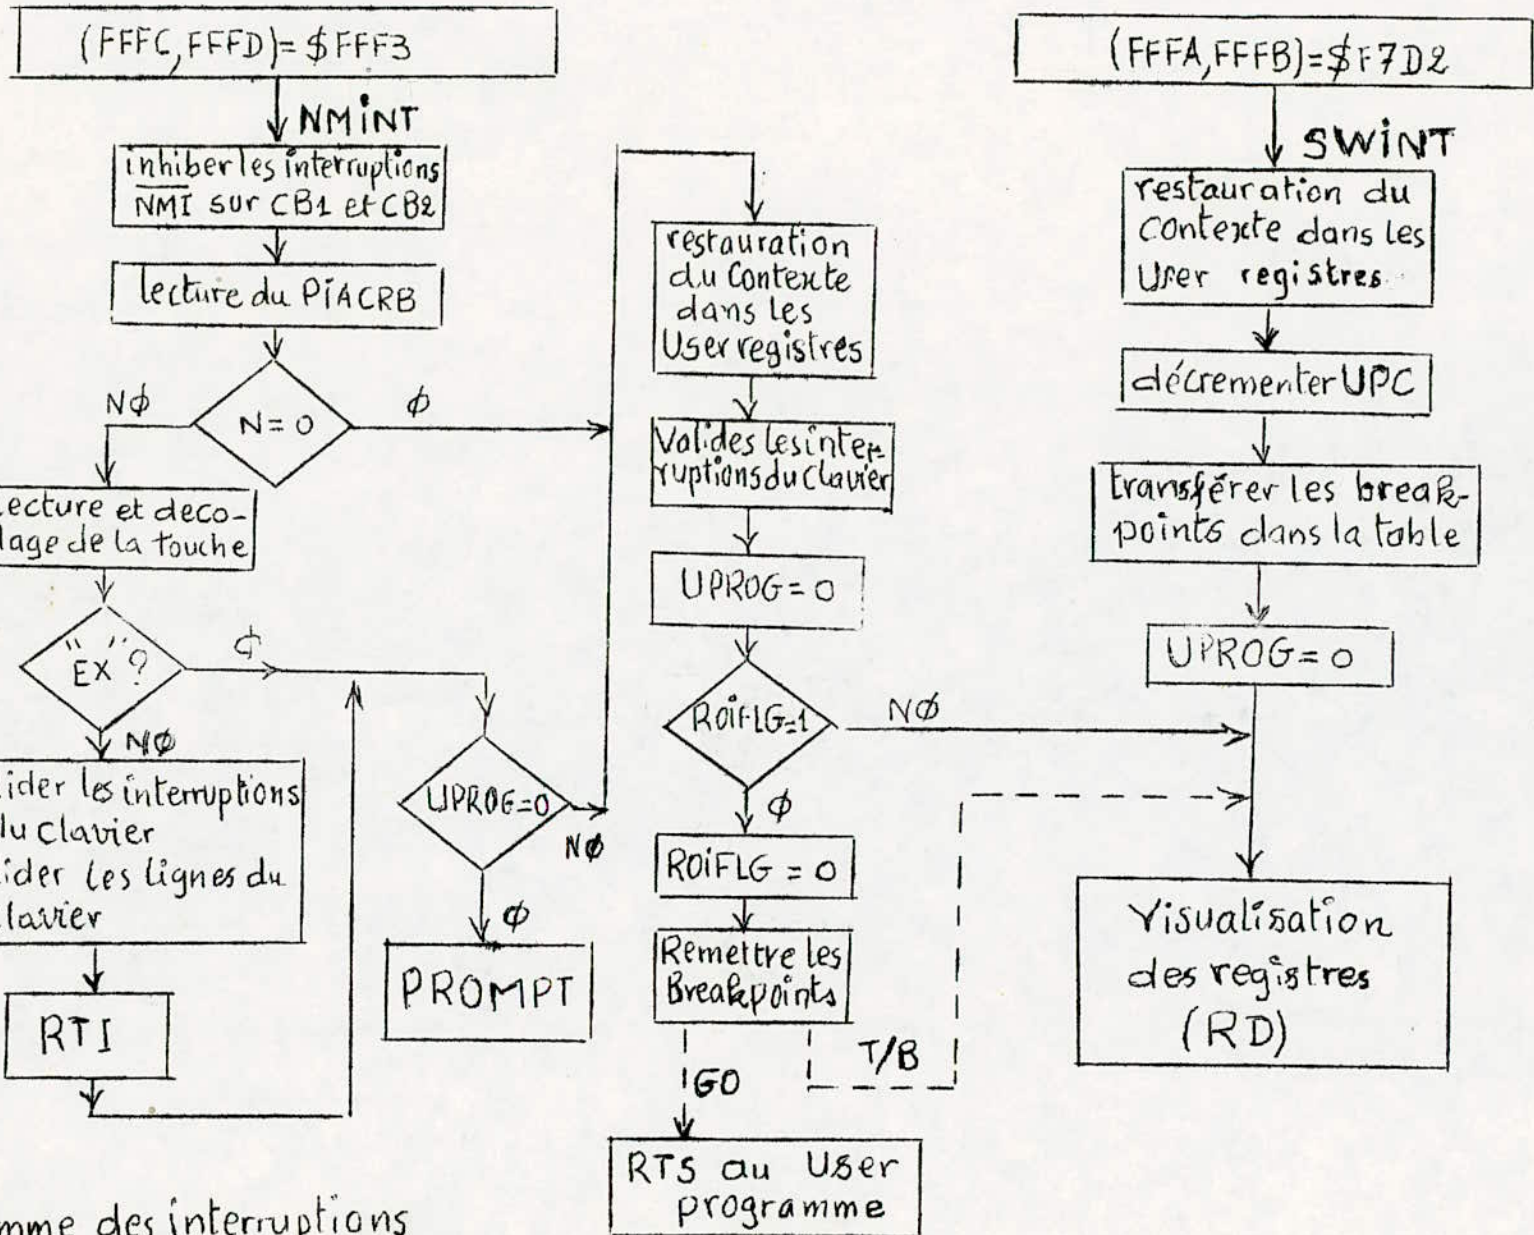 (FFFC,FFFD)=$FFF3
NMiNT
inhiber les interruptions
NMI sur CB1 et CB2
lecture du PiACRB
N=0
NØ
Ø
ecture et deco-
dage de la touche
"EX"?
Ø
NØ
ider les interruptions
du Clavier
ider les lignes du
lavier
RTI
UPROG=0
NØ
Ø
PROMPT
restauration
du Contexte
dans les
User registres
Valides les inter-
ruptions du Clavier
UPROG=0
ROiFLG=1
NØ
Ø
ROiFLG = 0
Remettre les
Breakpoints
GO
T/B
RTS au User
programme
(FFFA,FFFB)=$F7D2
SWiNT
restauration du
Contexte dans les
User registres
décrementer UPC
transférer les break-
points dans la table
UPROG=0
Visualisation
des registres
(RD)
mme des interruptions